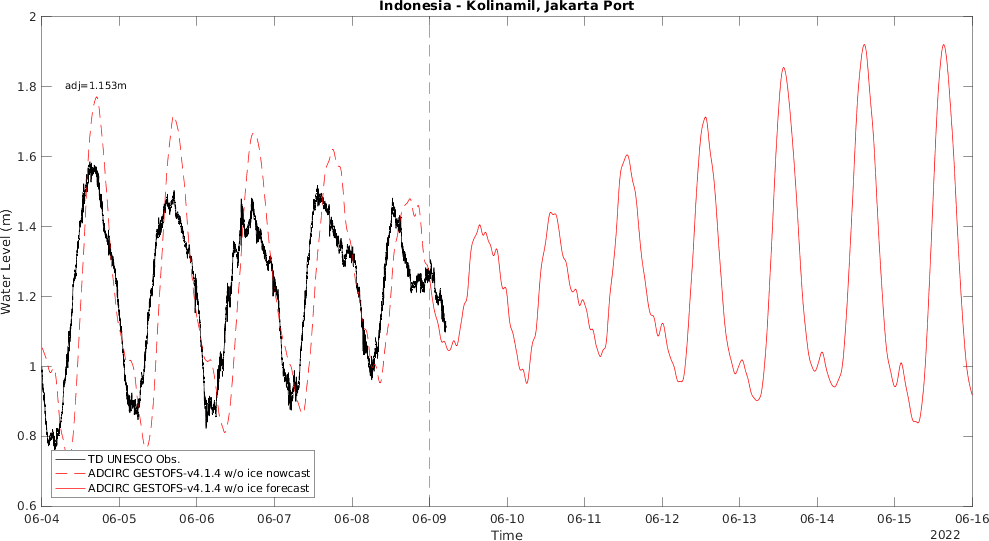 Indonesia - Kolinamil, Jakarta Port
2
adj=1.153m
1.8
1.6
1.4
1.2
1
0.8
0.6
Water Level (m)
TD UNESCO Obs.
ADCIRC GESTOFS-v4.1.4 w/o ice nowcast
ADCIRC GESTOFS-v4.1.4 w/o ice forecast
06-04 06-05 06-06 06-07 06-08 06-09 06-10 06-11 06-12 06-13 06-14 06-15 06-16
Time
2022